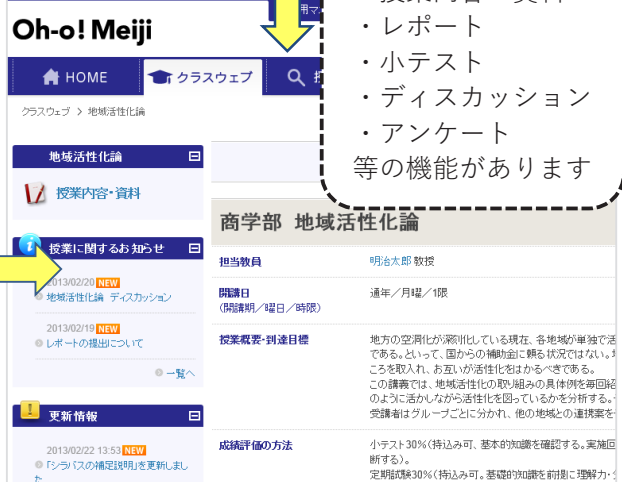 Oh-o! Meiji
HOME
クラスウェブ
クラスウェブ > 地域活性化論
・レポート
・小テスト
・ディスカッション
・アンケート
等の機能があります
地域活性化論
授業内容・資料
授業に関するお知らせ
2013/02/20 NEW
地域活性化論 ディスカッション
2013/02/19 NEW
レポートの提出について
一覧へ
更新情報
2013/02/22 13:53 NEW
「シラバスの補足説明」を更新しまし
た
商学部 地域活性化論
担当教員
明治太郎 教授
開講日
(開講期/曜日/時限)
通年/月曜/1限
授業概要・到達目標
地方の空洞化が深刻化している現在、各地域が単独で活
である。といって、国からの補助金に頼る状況ではない。
ころを取入れ、お互いが活性化をはかるべきである。
この講義では、地域活性化の取り組みの具体例を毎回紹
のように活かしながら活性化を図っているかを分析する。
受講者はグループごとに分かれ、他の地域との連携案を
成績評価の方法
小テスト30%(持込み可、基本的知識を確認する。実施回
断する)。
定期試験30%(持込み可。基礎的知識を前提に理解力・